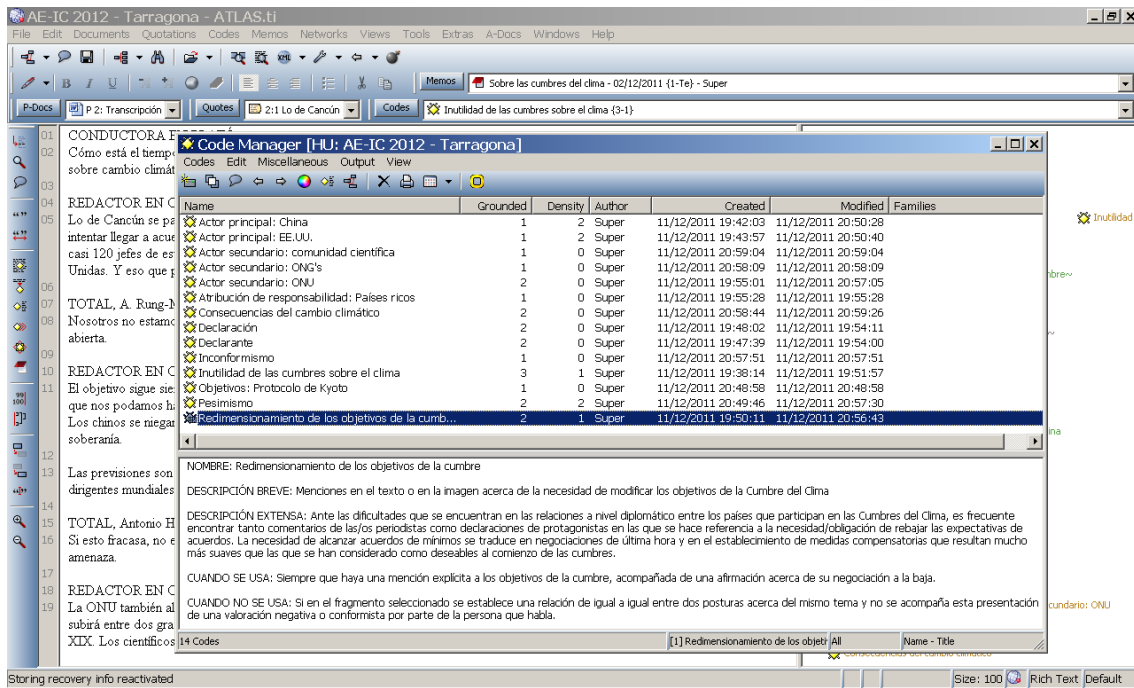 AE-IC 2012 - Tarragona - ATLAS.ti
File Edit Documents Quotations Codes Memos Networks Views Tools Extras A-Docs Windows Help
Memos Sobre las cumbres del clima - 02/12/2011 {1-Te} - Super
P-Docs P 2: Transcripción Quotes 2:1 Lo de Cancún Codes Inutilidad de las cumbres sobre el clima {3-1}
01 CONDUCTORA
02 Cómo está el tiempo
sobre cambio climát
03
04 REDACTOR EN C
05 Lo de Cancún se pa
intentar llegar a acue
casi 120 jefes de es
Unidas. Y eso que p
06
07 TOTAL, A. Rung-
08 Nosotros no estamo
abierta.
09
10 REDACTOR EN C
11 El objetivo sigue sie
que nos podamos ha
Los chinos se niegan
soberanía.
12
13 Las previsiones son
dirigentes mundiales
14
15 TOTAL, Antonio H
16 Si esto fracasa, no e
amenaza.
17
18 REDACTOR EN C
19 La ONU también al
subirá entre dos gra
XIX. Los científicos
Code Manager [HU: AE-IC 2012 - Tarragona]
Codes Edit Miscellaneous Output View
Name Grounded Density Author Created Modified Families
Actor principal: China 1 2 Super 11/12/2011 19:42:03 11/12/2011 20:50:28
Actor principal: EE.UU. 1 2 Super 11/12/2011 19:43:57 11/12/2011 20:50:40
Actor secundario: comunidad científica 1 0 Super 11/12/2011 20:59:04 11/12/2011 20:59:04
Actor secundario: ONG's 1 0 Super 11/12/2011 20:58:09 11/12/2011 20:58:09
Actor secundario: ONU 2 0 Super 11/12/2011 19:55:01 11/12/2011 20:57:05
Atribución de responsabilidad: Países ricos 1 0 Super 11/12/2011 19:55:28 11/12/2011 19:55:28
Consecuencias del cambio climático 2 0 Super 11/12/2011 20:58:44 11/12/2011 20:59:26
Declaración 2 0 Super 11/12/2011 19:48:02 11/12/2011 19:54:11
Declarante 2 0 Super 11/12/2011 19:47:39 11/12/2011 19:54:00
Inconformismo 1 0 Super 11/12/2011 20:57:51 11/12/2011 20:57:51
Inutilidad de las cumbres sobre el clima 3 1 Super 11/12/2011 19:38:14 11/12/2011 19:51:57
Objetivos: Protocolo de Kyoto 1 0 Super 11/12/2011 20:48:58 11/12/2011 20:48:58
Pesimismo 2 2 Super 11/12/2011 20:49:46 11/12/2011 20:57:30
Redimensionamiento de los objetivos de la cumb... 2 1 Super 11/12/2011 19:50:11 11/12/2011 20:56:43
NOMBRE: Redimensionamiento de los objetivos de la cumbre
DESCRIPCIÓN BREVE: Menciones en el texto o en la imagen acerca de la necesidad de modificar los objetivos de la Cumbre del Clima
DESCRIPCIÓN EXTENSA: Ante las dificultades que se encuentran en las relaciones a nivel diplomático entre los países que participan en las Cumbres del Clima, es frecuente
encontrar tanto comentarios de las/os periodistas como declaraciones de protagonistas en las que se hace referencia a la necesidad/obligación de rebajar las expectativas de
acuerdos. La necesidad de alcanzar acuerdos de mínimos se traduce en negociaciones de última hora y en el establecimiento de medidas compensatorias que resultan mucho
más suaves que las que se han considerado como deseables al comienzo de las cumbres.
CUANDO SE USA: Siempre que haya una mención explícita a los objetivos de la cumbre, acompañada de una afirmación acerca de su negociación a la baja.
CUANDO NO SE USA: Si en el fragmento seleccionado se establece una relación de igual a igual entre dos posturas acerca del mismo tema y no se acompaña esta presentación
de una valoración negativa o conformista por parte de la persona que habla.
14 Codes [1] Redimensionamiento de los objeti All Name - Title
Inutilidad
bre~
ina
cundario: ONU
Storing recovery info reactivated Size: 100 Rich Text Default